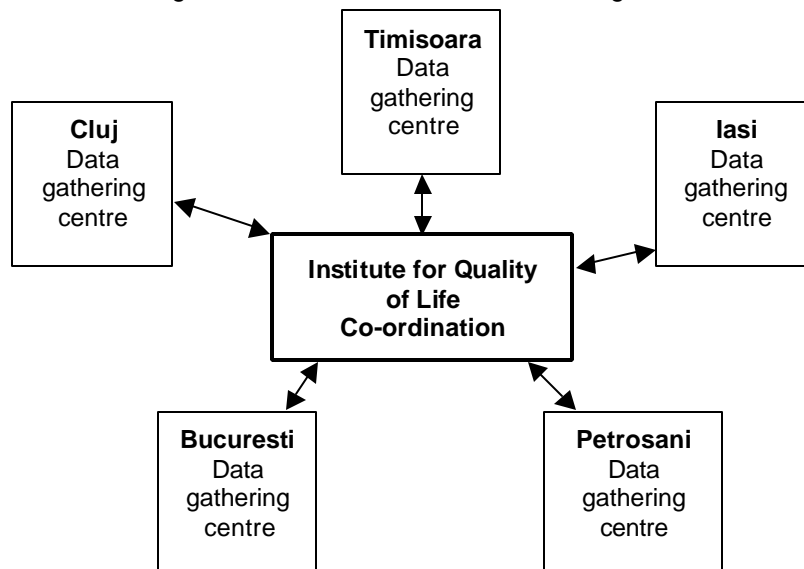 Timisoara
Data
gathering
centre
Cluj
Data
gathering
centre
Iasi
Data
gathering
centre
Institute for Quality
of Life
Co-ordination
Bucuresti
Data
gathering
centre
Petrosani
Data
gathering
centre